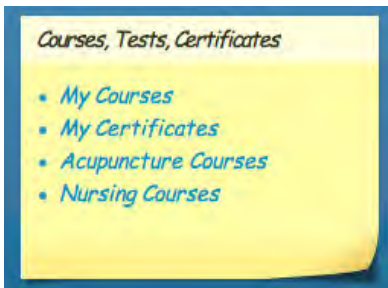 Courses, Tests, Certificates
• My Courses
• My Certificates
• Acupuncture Courses
• Nursing Courses